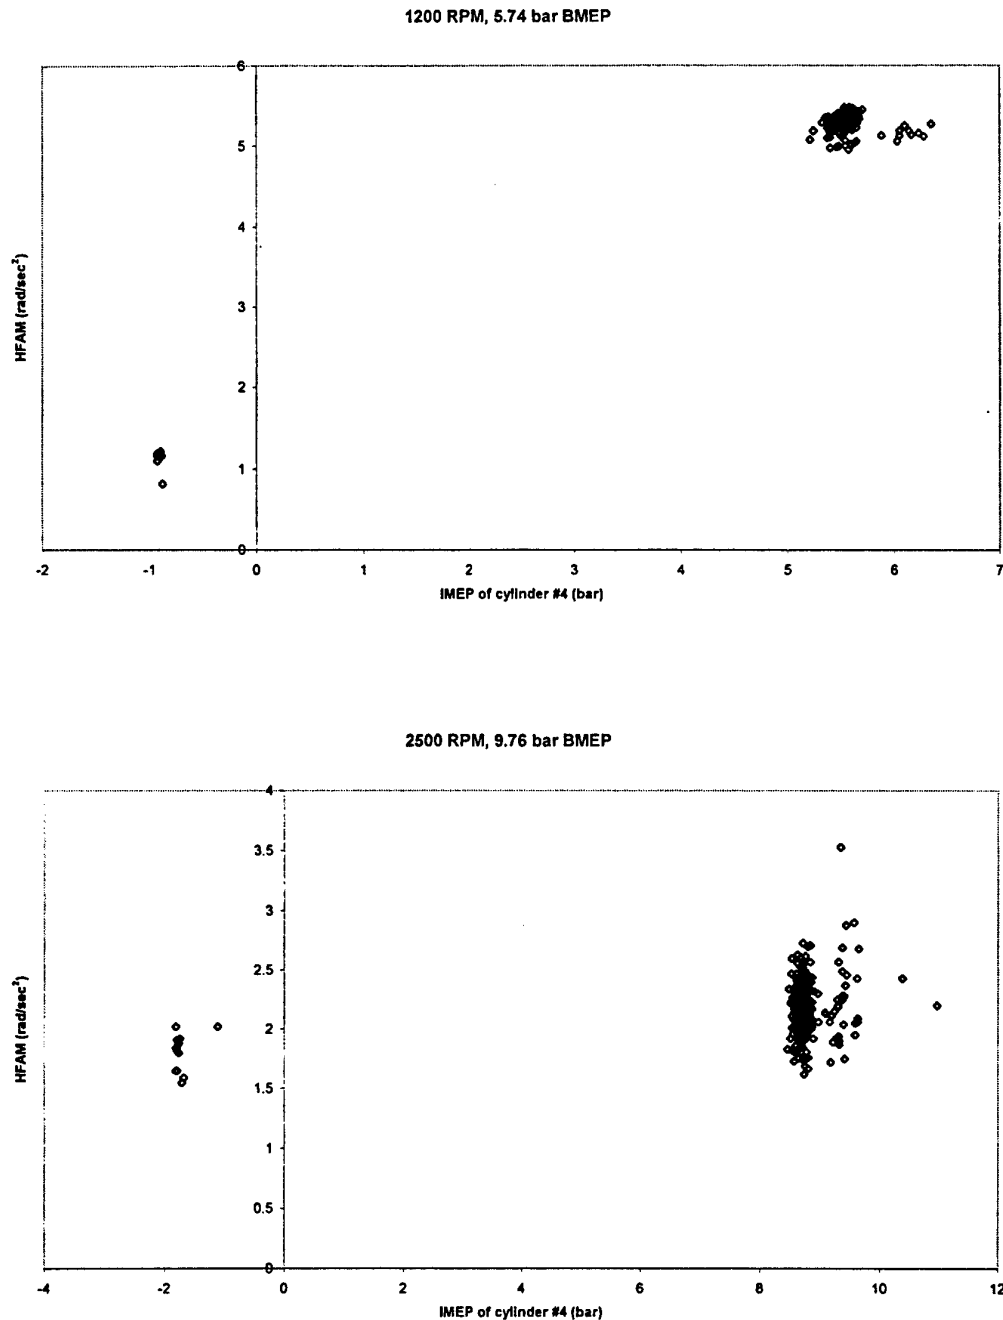 1200 RPM, 5.74 bar BMEP
6
5
4
3
2
1
0
HFAM (rad/sec²)
-2 -1 0 1 2 3 4 5 6 7
IMEP of cylinder #4 (bar)
2500 RPM, 9.76 bar BMEP
4
3.5
3
2.5
2
1.5
1
0.5
0
HFAM (rad/sec²)
-4 -2 0 2 4 6 8 10 12
IMEP of cylinder #4 (bar)